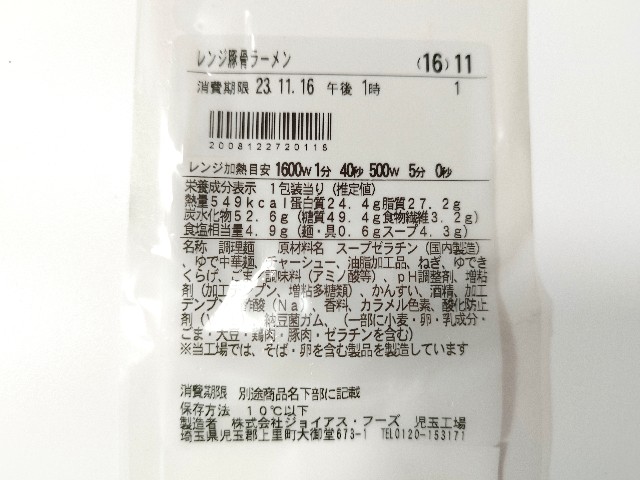 レンジ豚骨ラーメン (16)11
消費期限 23.11.16 午後 1時 1
2008122720115
レンジ加熱目安 1600W 1分 40秒 500W 5分 0秒
栄養成分表示 1包装当り(推定値)
熱量549kcal蛋白質24.4g脂質27.2g
炭水化物52.6g(糖質49.4g食物繊維3.2g)
食塩相当量4.9g(麺・具0.6gスープ4.3g)
名称 調理麺 原材料名 スープゼラチン(国内製造)
、ゆで中華麺、チャーシュー、油脂加工品、ねぎ、ゆでき
くらげ、ごま/調味料(アミノ酸等)、pH調整剤、増粘
剤(加工デンプン、増粘多糖類)、かんすい、酒精、加工
デンプン、 酸(Na)、香料、カラメル色素、酸化防止
剤( 納豆菌ガム、(一部に小麦・卵・乳成分・
ごま・大豆・鶏肉・豚肉・ゼラチンを含む)
※当工場では、そば・卵を含む製品を製造しています
消費期限 別途商品名下部に記載
保存方法 10℃以下
製造者 株式会社ジョイアス・フーズ 児玉工場
埼玉県児玉郡上里町大御堂673-1 TEL0120-153171